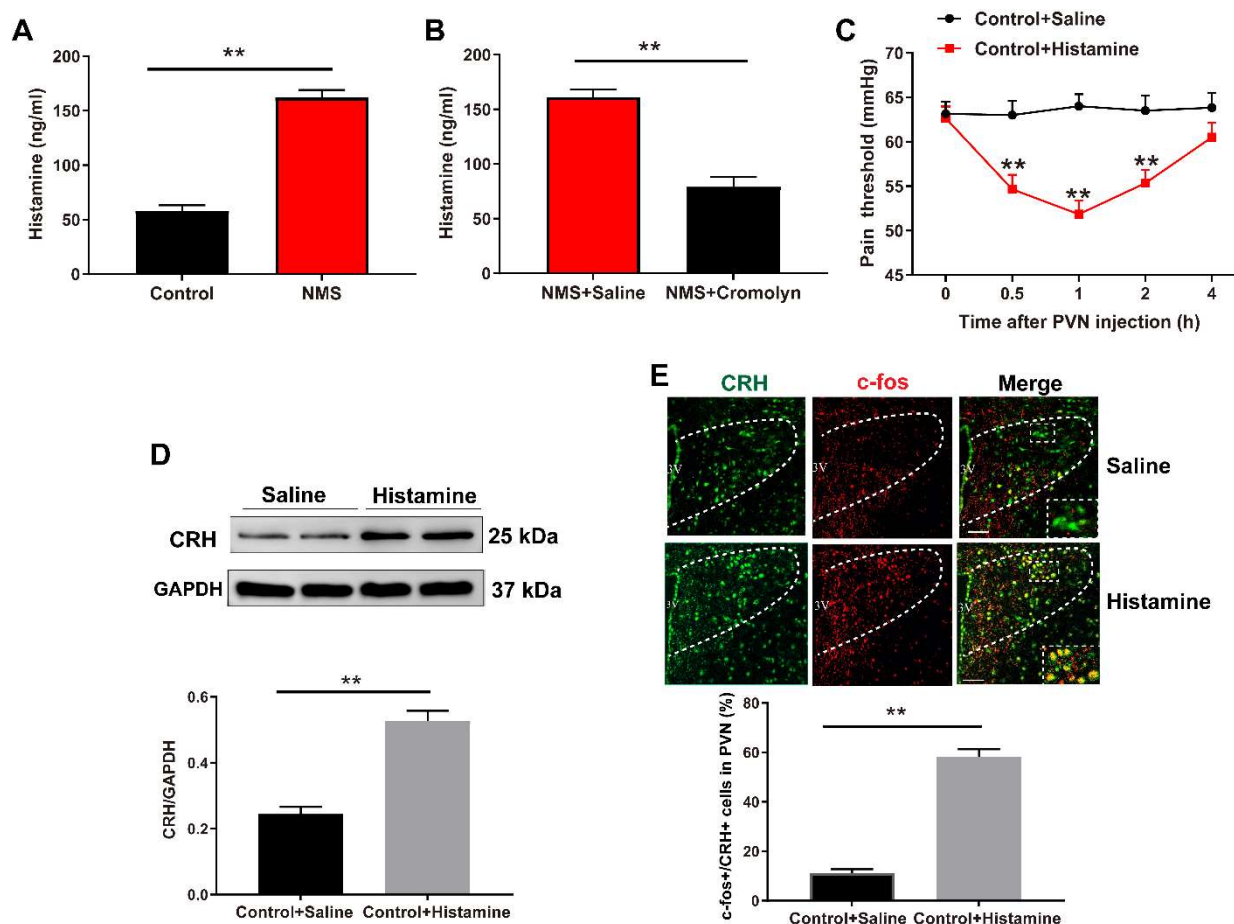 A
**
Histamine (ng/ml)
200
150
100
50
0
Control
NMS
B
**
Histamine (ng/ml)
200
150
100
50
0
NMS+Saline
NMS+Cromolyn
C
Control+Saline
Control+Histamine
Pain threshold (mmHg)
70
65
60
55
50
45
**
**
**
0
0.5
1
2
4
Time after PVN injection (h)
D
Saline
Histamine
CRH
25 kDa
GAPDH
37 kDa
**
CRH/GAPDH
0.6
0.4
0.2
0.0
Control+Saline
Control+Histamine
E
CRH
c-fos
Merge
3V
3V
3V
Saline
3V
3V
3V
Histamine
**
c-fos+/CRH+ cells in PVN (%)
80
60
40
20
0
Control+Saline
Control+Histamine